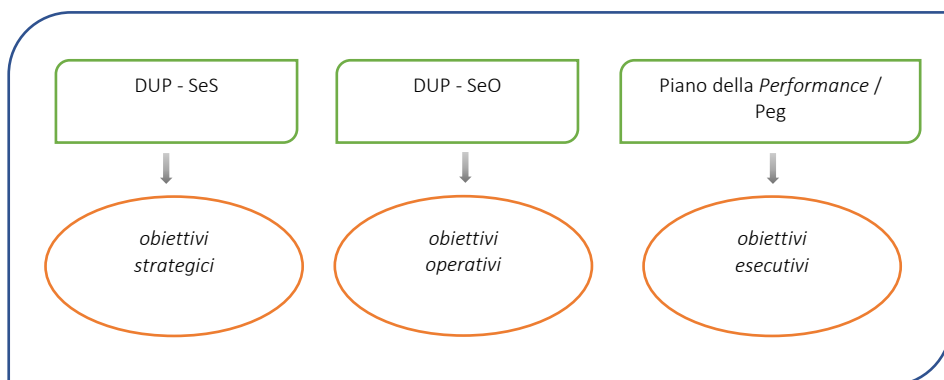 DUP - SeS
DUP - SeO
Piano della Performance /
Peg
obiettivi
strategici
obiettivi
operativi
obiettivi
esecutivi